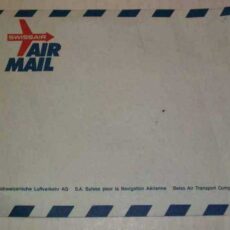 SWISSAIR
AIR
MAIL
Schweizerische Luftverkehr AG S.A. Suisse pour la Navigation Aérienne Swiss Air Transport Comp